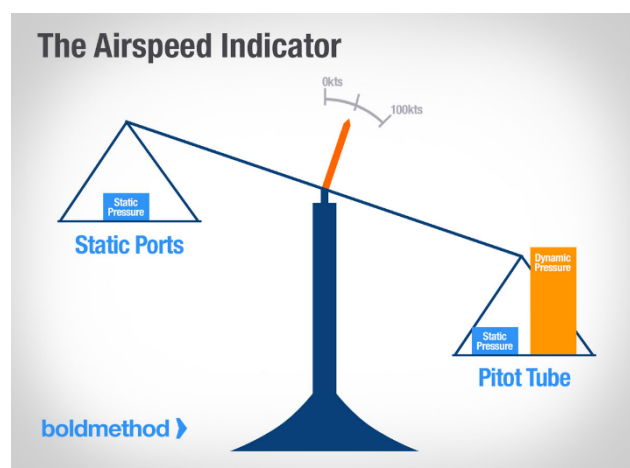 The Airspeed Indicator
0kts
100kts
Static
Pressure
Static Ports
Dynamic
Pressure
Static
Pressure
Pitot Tube
boldmethod